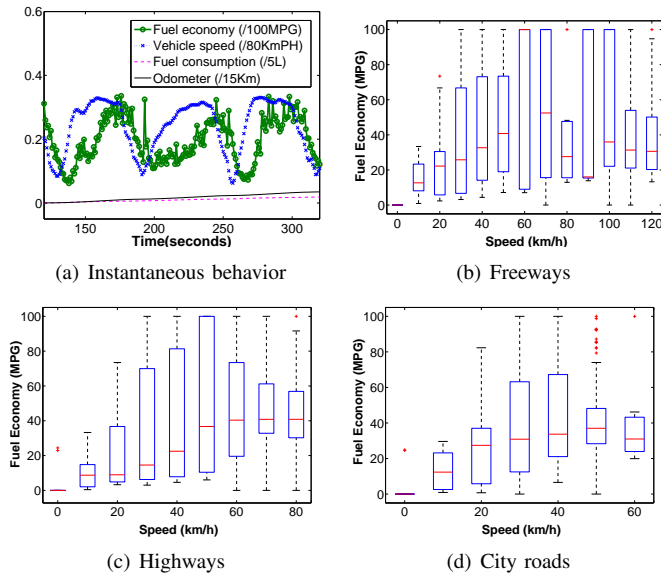 0.6
0.4
0.2
0
150
200
250
300
Time(seconds)
Fuel economy (/100MPG)
Vehicle speed (/80KmPH)
Fuel consumption (/5L)
Odometer (/15Km)
(a) Instantaneous behavior
Fuel Economy (MPG)
100
80
60
40
20
0
0 20 40 60 80 100 120
Speed (km/h)
(b) Freeways
Fuel Economy (MPG)
100
80
60
40
20
0
0 20 40 60 80
Speed (km/h)
(c) Highways
Fuel Economy (MPG)
100
80
60
40
20
0
0 20 40 60
Speed (km/h)
(d) City roads